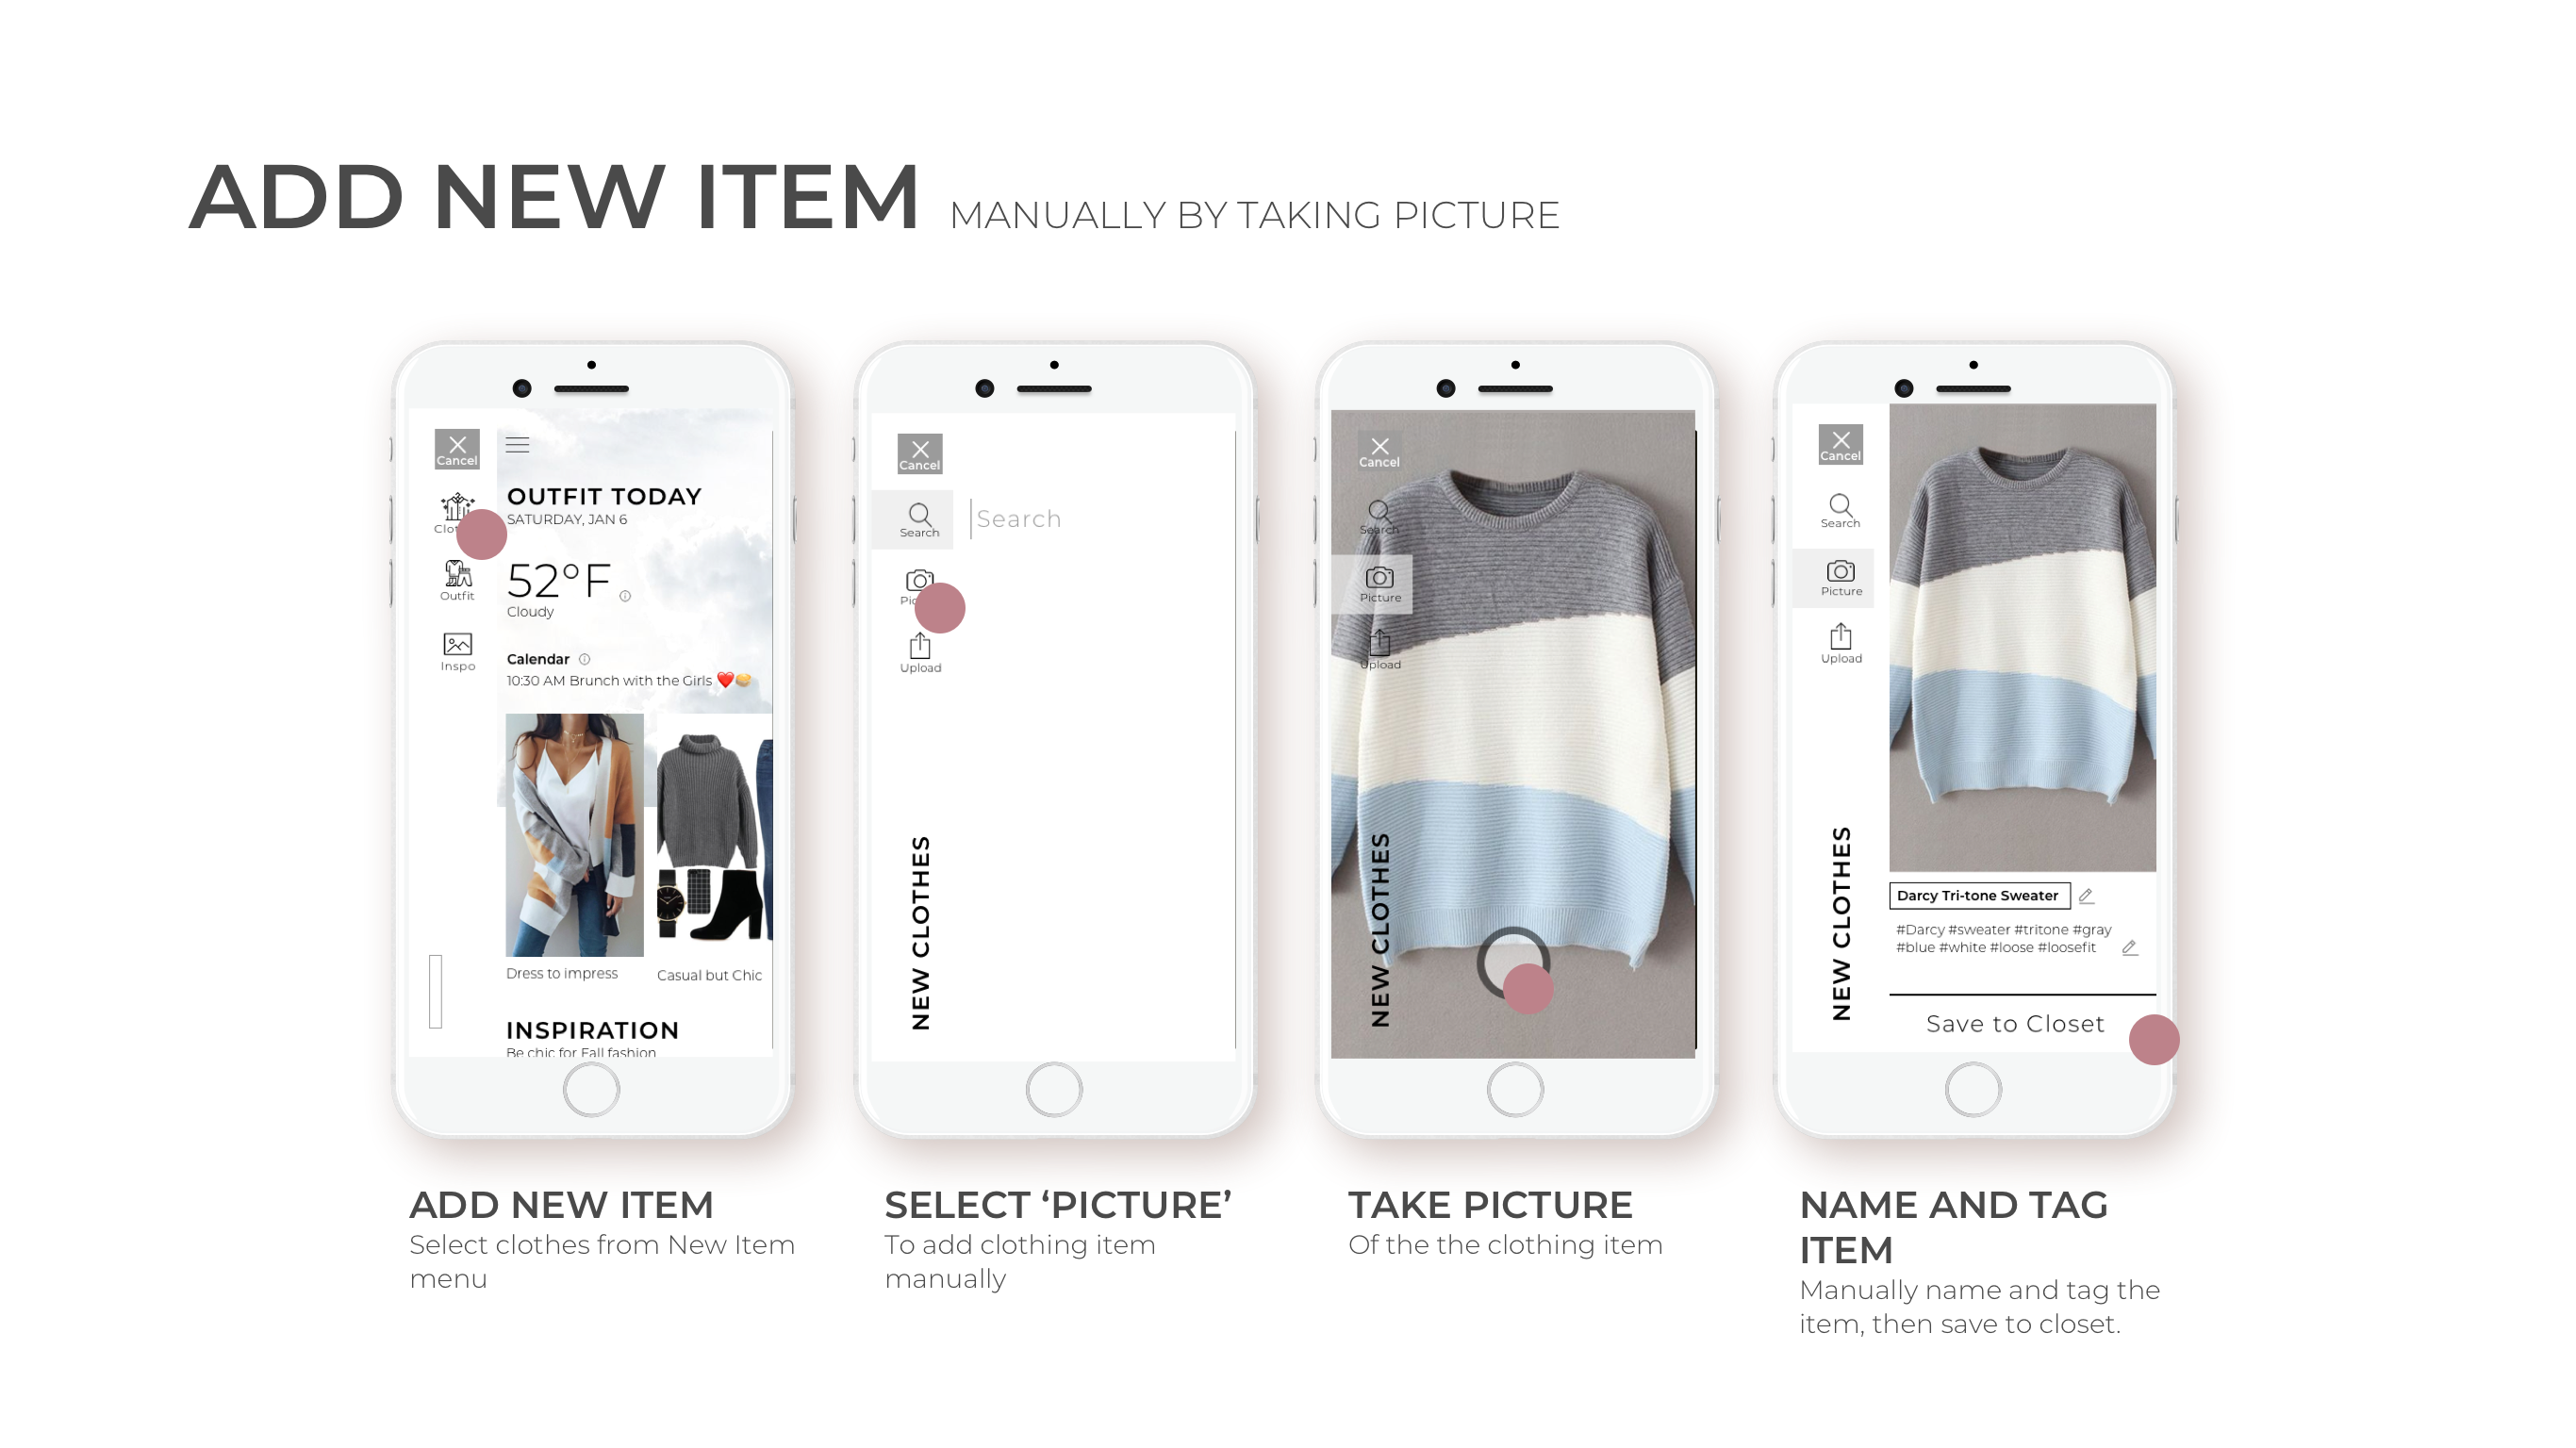 ADD NEW ITEM MANUALLY BY TAKING PICTURE
Cancel
Outfit
Inspo
OUTFIT TODAY
SATURDAY, JAN 6
52°F
Cloudy
Calendar
10:30 AM Brunch with the Girls ❤️🥯
Dress to impress
Casual but Chic
INSPIRATION
Be chic for Fall fashion
Cancel
Search
Search
Upload
NEW CLOTHES
Cancel
Search
Picture
Upload
NEW CLOTHES
Cancel
Search
Picture
Upload
NEW CLOTHES
Darcy Tri-tone Sweater
#Darcy #sweater #tritone #gray
#blue #white #loose #loosefit
Save to Closet
ADD NEW ITEM
Select clothes from New Item
menu
SELECT ‘PICTURE’
To add clothing item
manually
TAKE PICTURE
Of the the clothing item
NAME AND TAG
ITEM
Manually name and tag the
item, then save to closet.